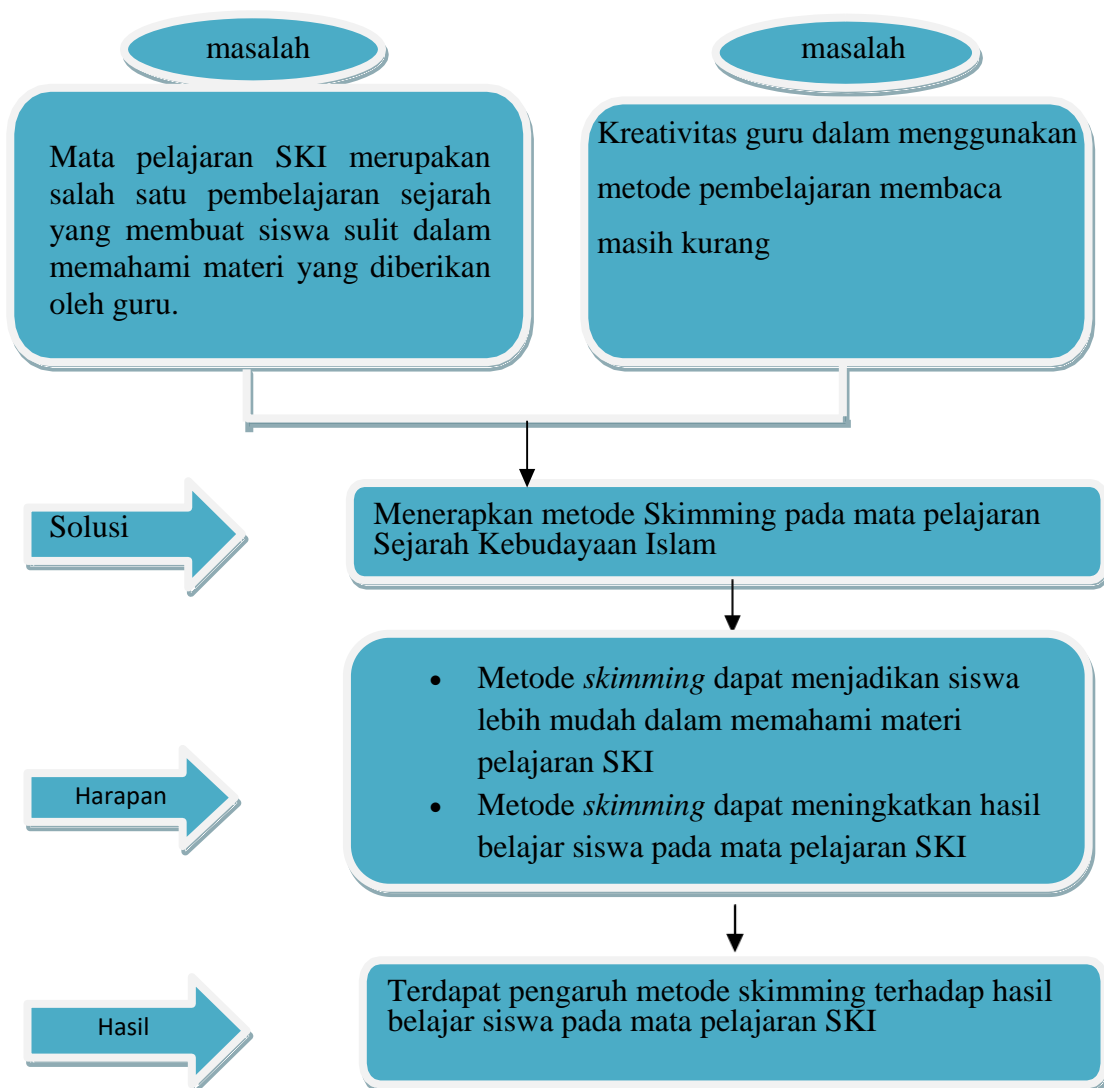 masalah
Mata pelajaran SKI merupakan
salah satu pembelajaran sejarah
yang membuat siswa sulit dalam
memahami materi yang diberikan
oleh guru.
masalah
Kreativitas guru dalam menggunakan
metode pembelajaran membaca
masih kurang
Solusi
Menerapkan metode Skimming pada mata pelajaran
Sejarah Kebudayaan Islam
Harapan
• Metode skimming dapat menjadikan siswa
lebih mudah dalam memahami materi
pelajaran SKI
• Metode skimming dapat meningkatkan hasil
belajar siswa pada mata pelajaran SKI
Hasil
Terdapat pengaruh metode skimming terhadap hasil
belajar siswa pada mata pelajaran SKI